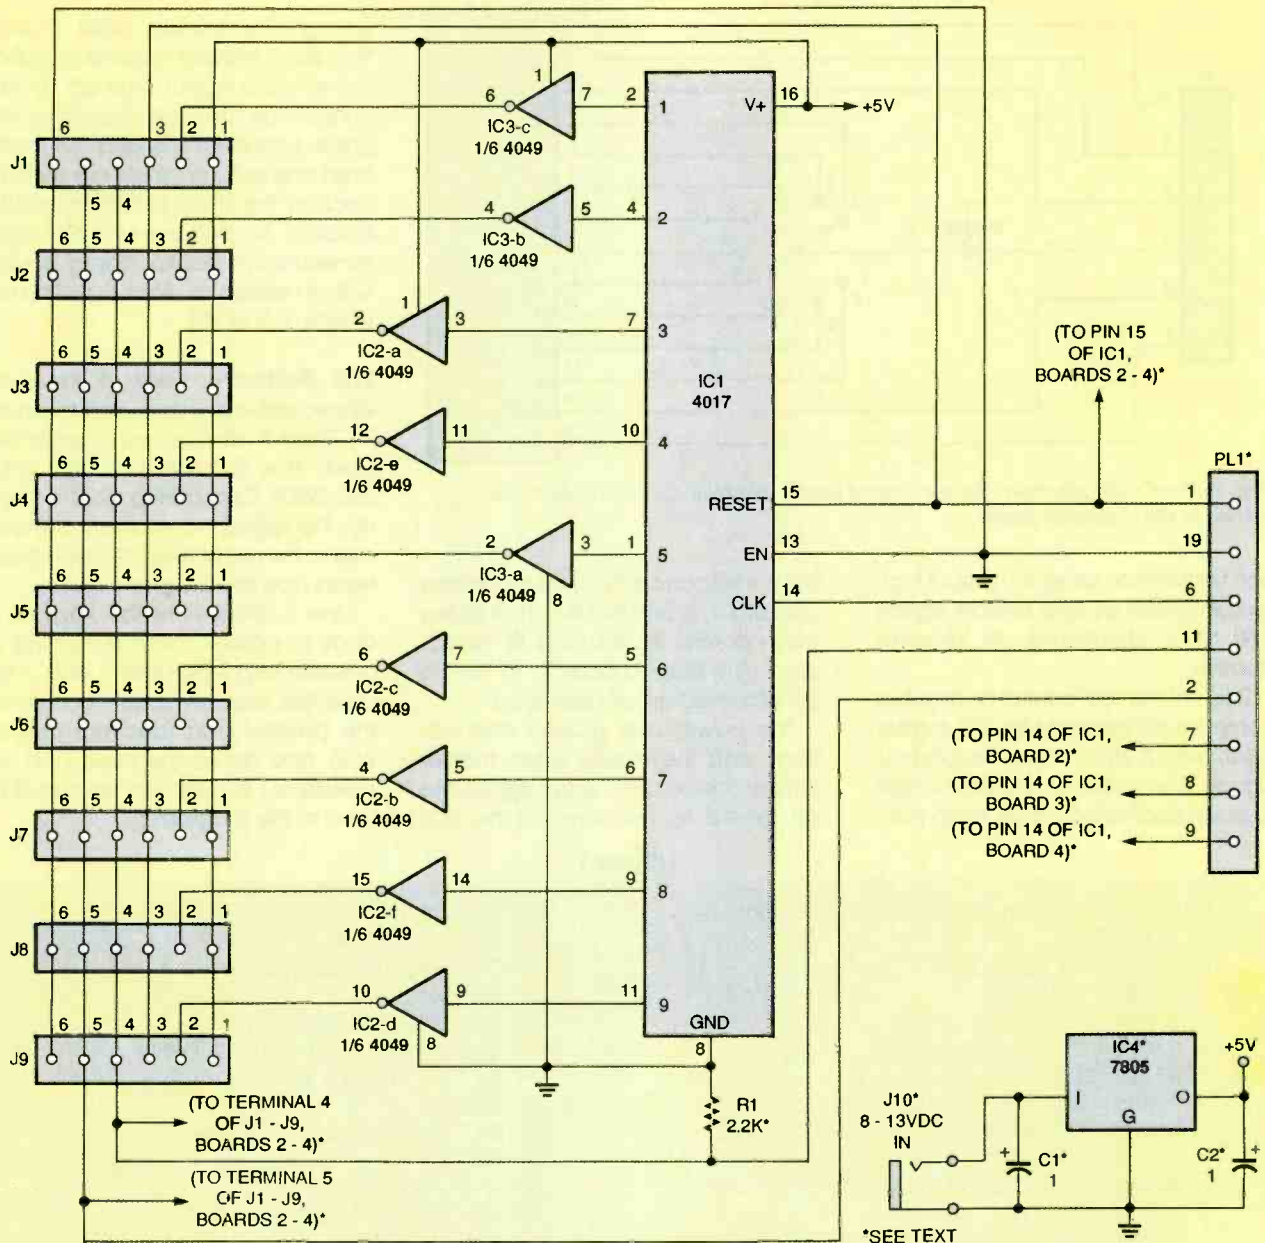 6 3 2 1
J1
5 4
6 5 4 3 2 1
J2
6 5 4 3 2 1
J3
6 5 4 3 2 1
J4
6 5 4 3 2 1
J5
6 5 4 3 2 1
J6
6 5 4 3 2 1
J7
6 5 4 3 2 1
J8
6 5 4 3 2 1
J9
1
6 7 2 1
IC3-c
1/6 4049
4 5 4 2
IC3-b
1/6 4049
1
2 3 7 3
IC2-a
1/6 4049
12 11 10 4
IC2-e
1/6 4049
2 3 1 5
IC3-a
1/6 4049
8
6 7 5 6
IC2-c
1/6 4049
4 5 6 7
IC2-b
1/6 4049
15 14 9 8
IC2-f
1/6 4049
10 9 11 9
IC2-d
1/6 4049
8
V+ 16 +5V
IC1
4017
RESET 15
EN 13
CLK 14
GND
8
R1
2.2K*
(TO PIN 15
OF IC1,
BOARDS 2 - 4)*
PL1*
1
19
6
11
2
7
8
9
(TO PIN 14 OF IC1,
BOARD 2)*
(TO PIN 14 OF IC1,
BOARD 3)*
(TO PIN 14 OF IC1,
BOARD 4)*
(TO TERMINAL 4
OF J1 - J9,
BOARDS 2 - 4)*
(TO TERMINAL 5
OF J1 - J9,
BOARDS 2 - 4)*
J10*
8 - 13VDC
IN
IC4*
7805
I O
G
+5V
+ C1*
1
C2* +
1
*SEE TEXT